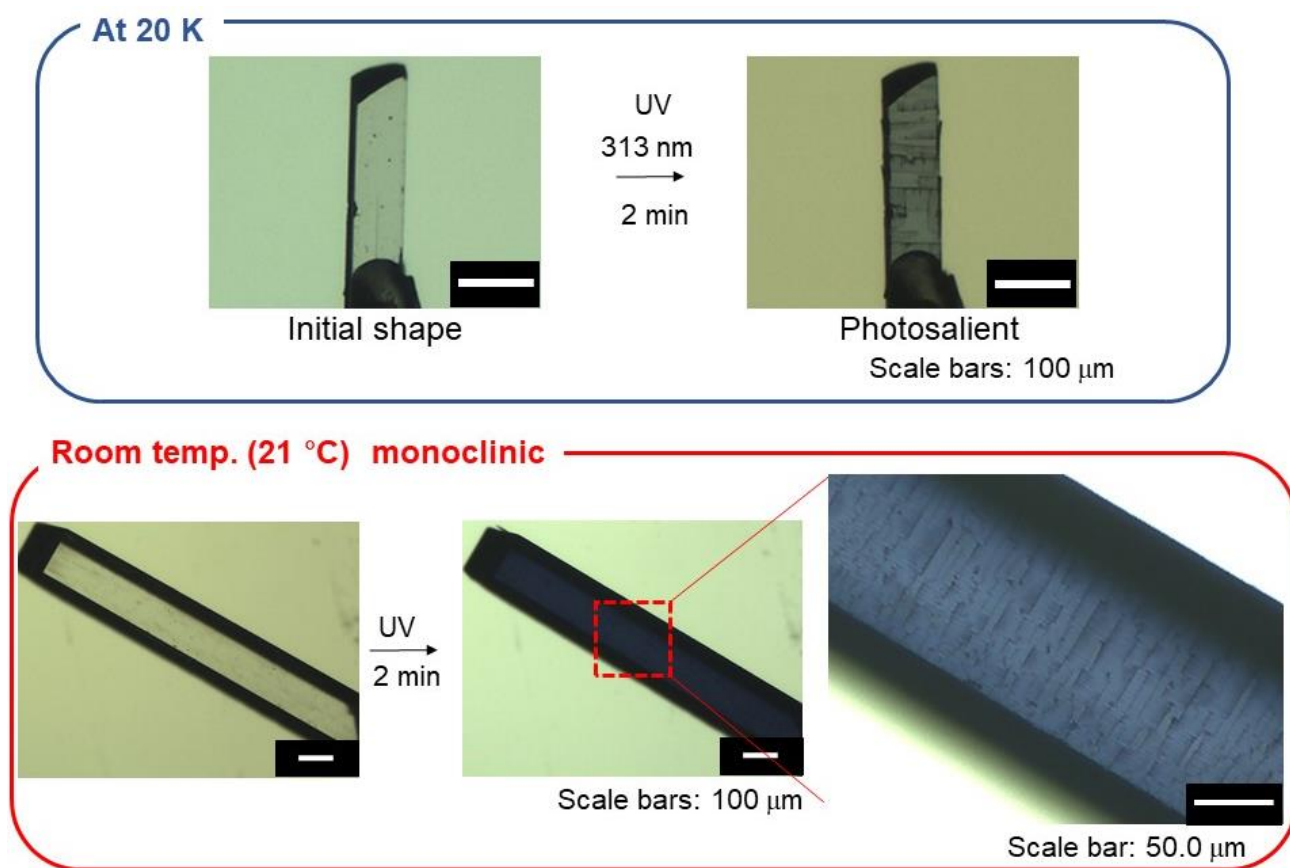 At 20 K
UV
313 nm
2 min
Initial shape
Photosalient
Scale bars: 100 μm
Room temp. (21 °C)  monoclinic
UV
2 min
Scale bars: 100 μm
Scale bar: 50.0 μm